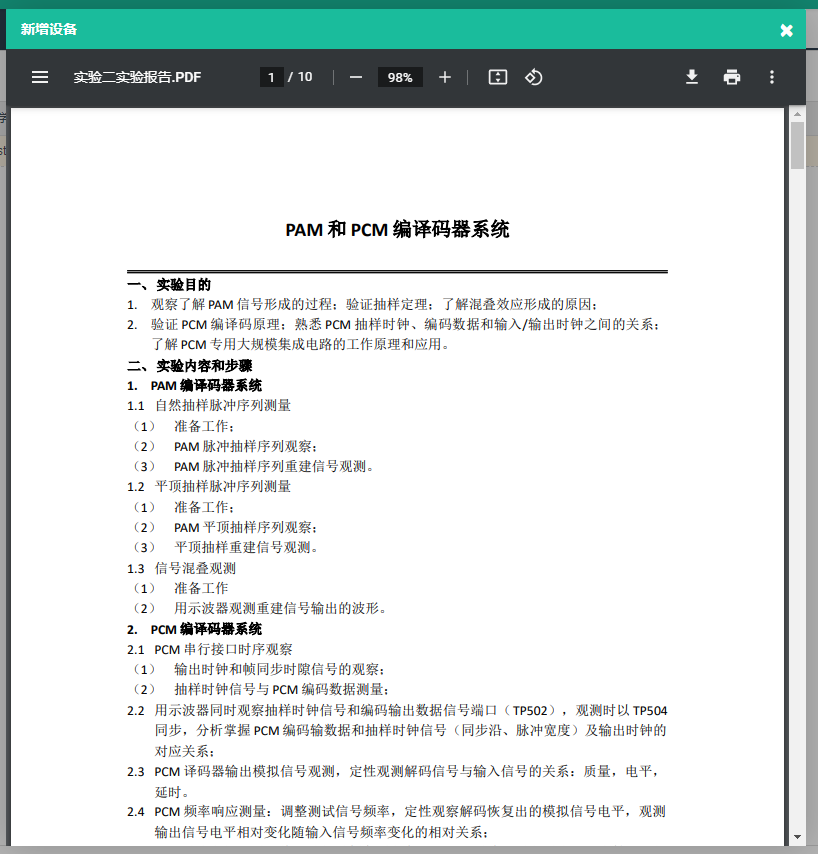 新增设备
实验二实验报告.PDF
1 / 10
98%
PAM 和 PCM 编译码器系统
一、 实验目的
1. 观察了解 PAM 信号形成的过程；验证抽样定理；了解混叠效应形成的原因；
2. 验证 PCM 编译码原理；熟悉 PCM 抽样时钟、编码数据和输入/输出时钟之间的关系；
了解 PCM 专用大规模集成电路的工作原理和应用。
二、 实验内容和步骤
1. PAM 编译码器系统
1.1 自然抽样脉冲序列测量
（1） 准备工作；
（2） PAM 脉冲抽样序列观察；
（3） PAM 脉冲抽样序列重建信号观测。
1.2 平顶抽样脉冲序列测量
（1） 准备工作；
（2） PAM 平顶抽样序列观察；
（3） 平顶抽样重建信号观测。
1.3 信号混叠观测
（1） 准备工作
（2） 用示波器观测重建信号输出的波形。
2. PCM 编译码器系统
2.1 PCM 串行接口时序观察
（1） 输出时钟和帧同步时隙信号的观察；
（2） 抽样时钟信号与 PCM 编码数据测量；
2.2 用示波器同时观察抽样时钟信号和编码输出数据信号端口（TP502），观测时以 TP504
同步，分析掌握 PCM 编码输数据和抽样时钟信号（同步沿、脉冲宽度）及输出时钟的
对应关系；
2.3 PCM 译码器输出模拟信号观测，定性观测解码信号与输入信号的关系：质量，电平，
延时。
2.4 PCM 频率响应测量：调整测试信号频率，定性观察解码恢复出的模拟信号电平，观测
输出信号电平相对变化随输入信号频率变化的相对关系；